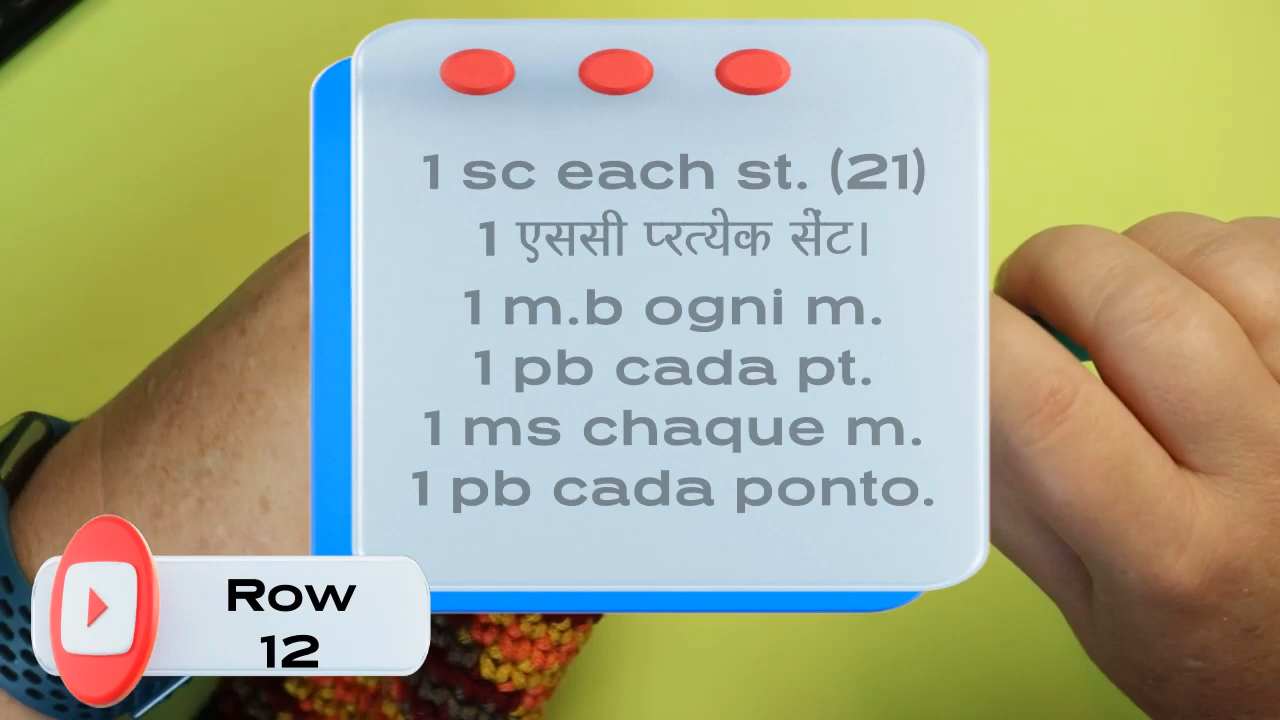 1 sc each st. (21)
1 एससी प्रत्येक सेंट।
1 m.b ogni m.
1 pb cada pt.
1 ms chaque m.
1 pb cada ponto.
Row
12